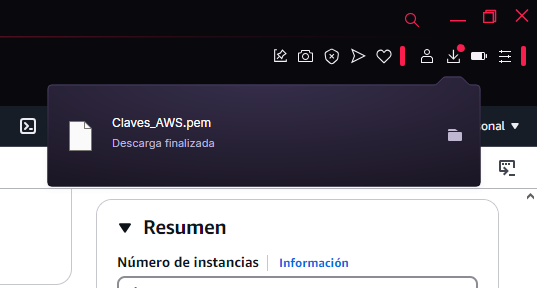 Claves_AWS.pem
Descarga finalizada
onal
Resumen
Número de instancias
Información